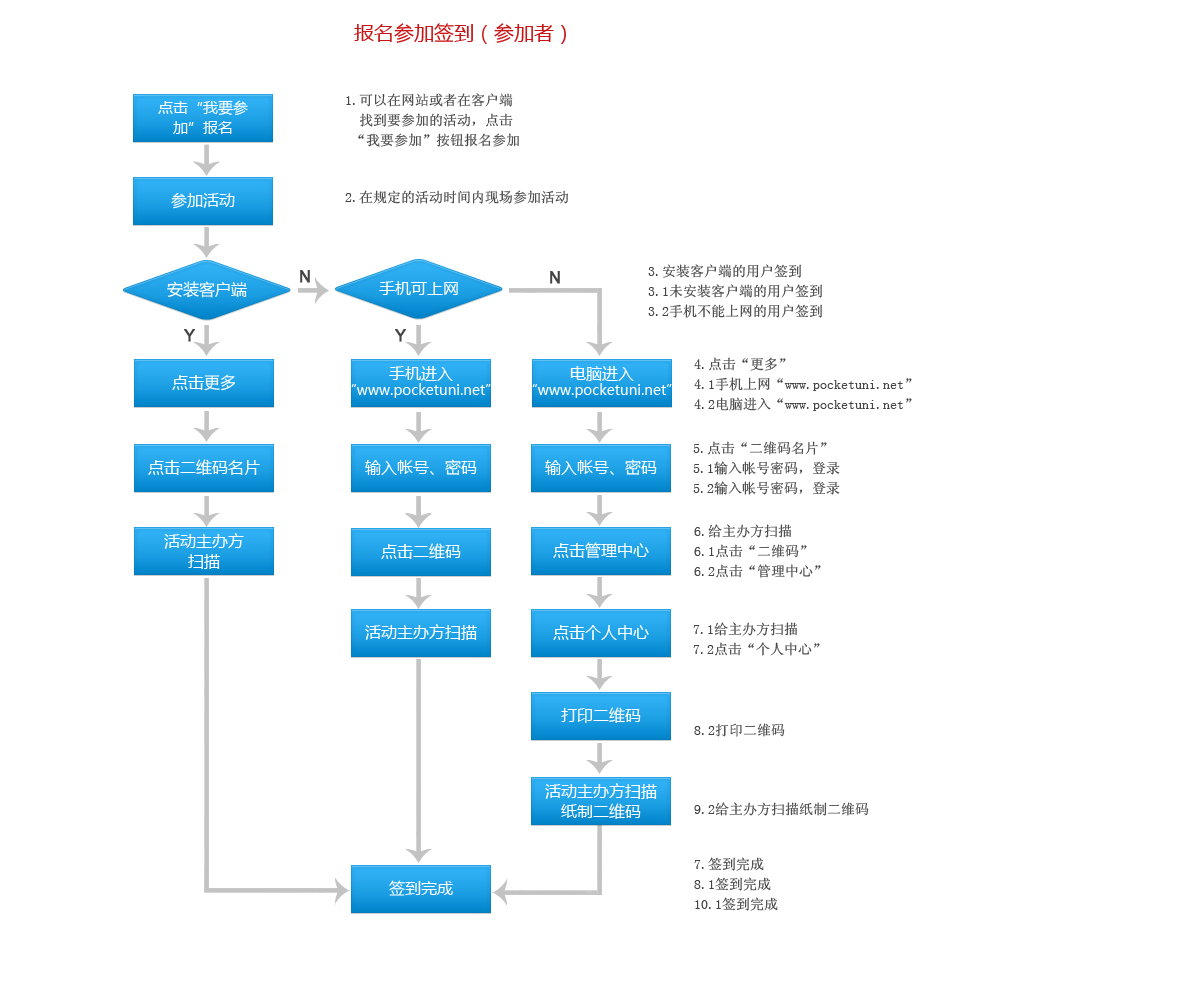 报名参加签到（参加者）
点击“我要参
加”报名
1.可以在网站或者在客户端
找到要参加的活动，点击
“我要参加”按钮报名参加
参加活动
2.在规定的活动时间内现场参加活动
安装客户端
N
手机可上网
N
3.安装客户端的用户签到
3.1未安装客户端的用户签到
3.2手机不能上网的用户签到
Y
Y
点击更多
手机进入
“www.pocketuni.net”
电脑进入
“www.pocketuni.net”
4.点击“更多”
4.1手机上网“www.pocketuni.net”
4.2电脑进入“www.pocketuni.net”
点击二维码名片
输入帐号、密码
输入帐号、密码
5.点击“二维码名片”
5.1输入帐号密码，登录
5.2输入帐号密码，登录
活动主办方
扫描
点击二维码
点击管理中心
6.给主办方扫描
6.1点击“二维码”
6.2点击“管理中心”
活动主办方扫描
点击个人中心
7.1给主办方扫描
7.2点击“个人中心”
打印二维码
8.2打印二维码
活动主办方扫描
纸制二维码
9.2给主办方扫描纸制二维码
签到完成
7.签到完成
8.1签到完成
10.1签到完成